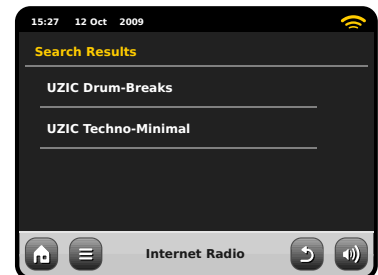 15:27 12 Oct 2009
Search Results
UZIC Drum-Breaks
UZIC Techno-Minimal
Internet Radio